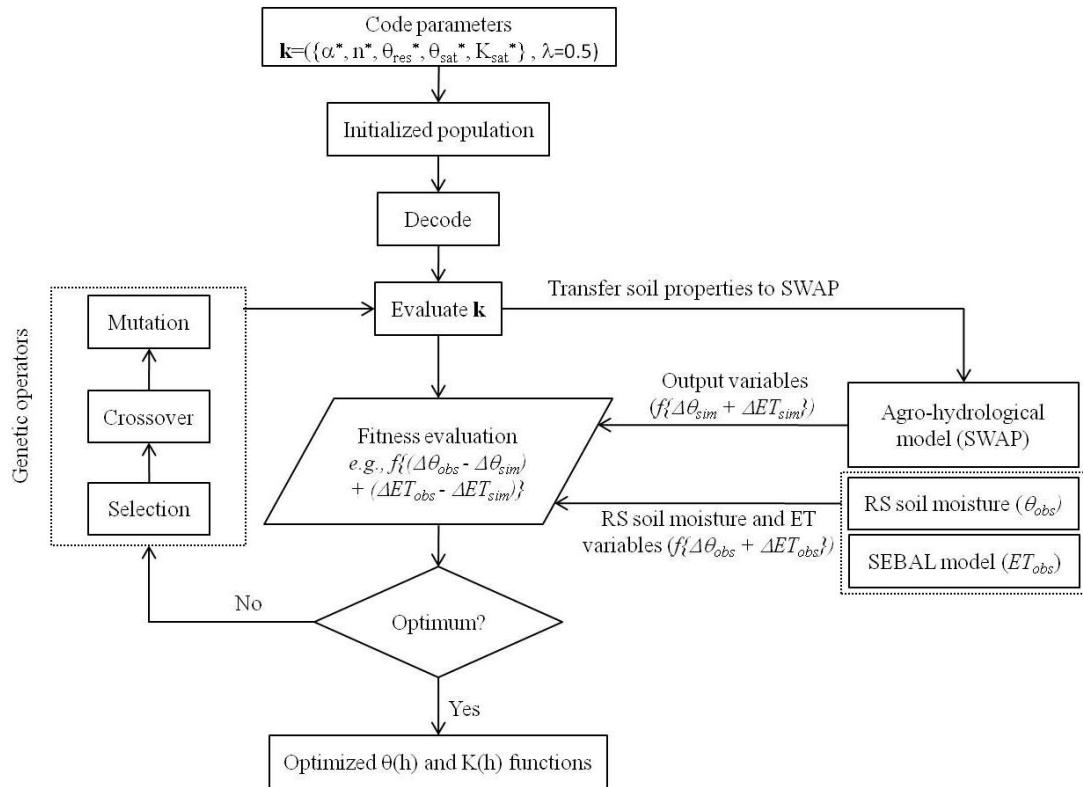 Code parameters
k=({α*, n*, θres*, θsat*, Ksat*} , λ=0.5)
Initialized population
Decode
Evaluate k
Transfer soil properties to SWAP
Genetic operators
Mutation
Crossover
Selection
Output variables
(f{Δθsim + ΔETsim})
Agro-hydrological
model (SWAP)
Fitness evaluation
e.g., f{(Δθobs - Δθsim)
+ (ΔETobs - ΔETsim)}
RS soil moisture (θobs)
RS soil moisture and ET
variables (f{Δθobs + ΔETobs})
SEBAL model (ETobs)
No
Optimum?
Yes
Optimized θ(h) and K(h) functions